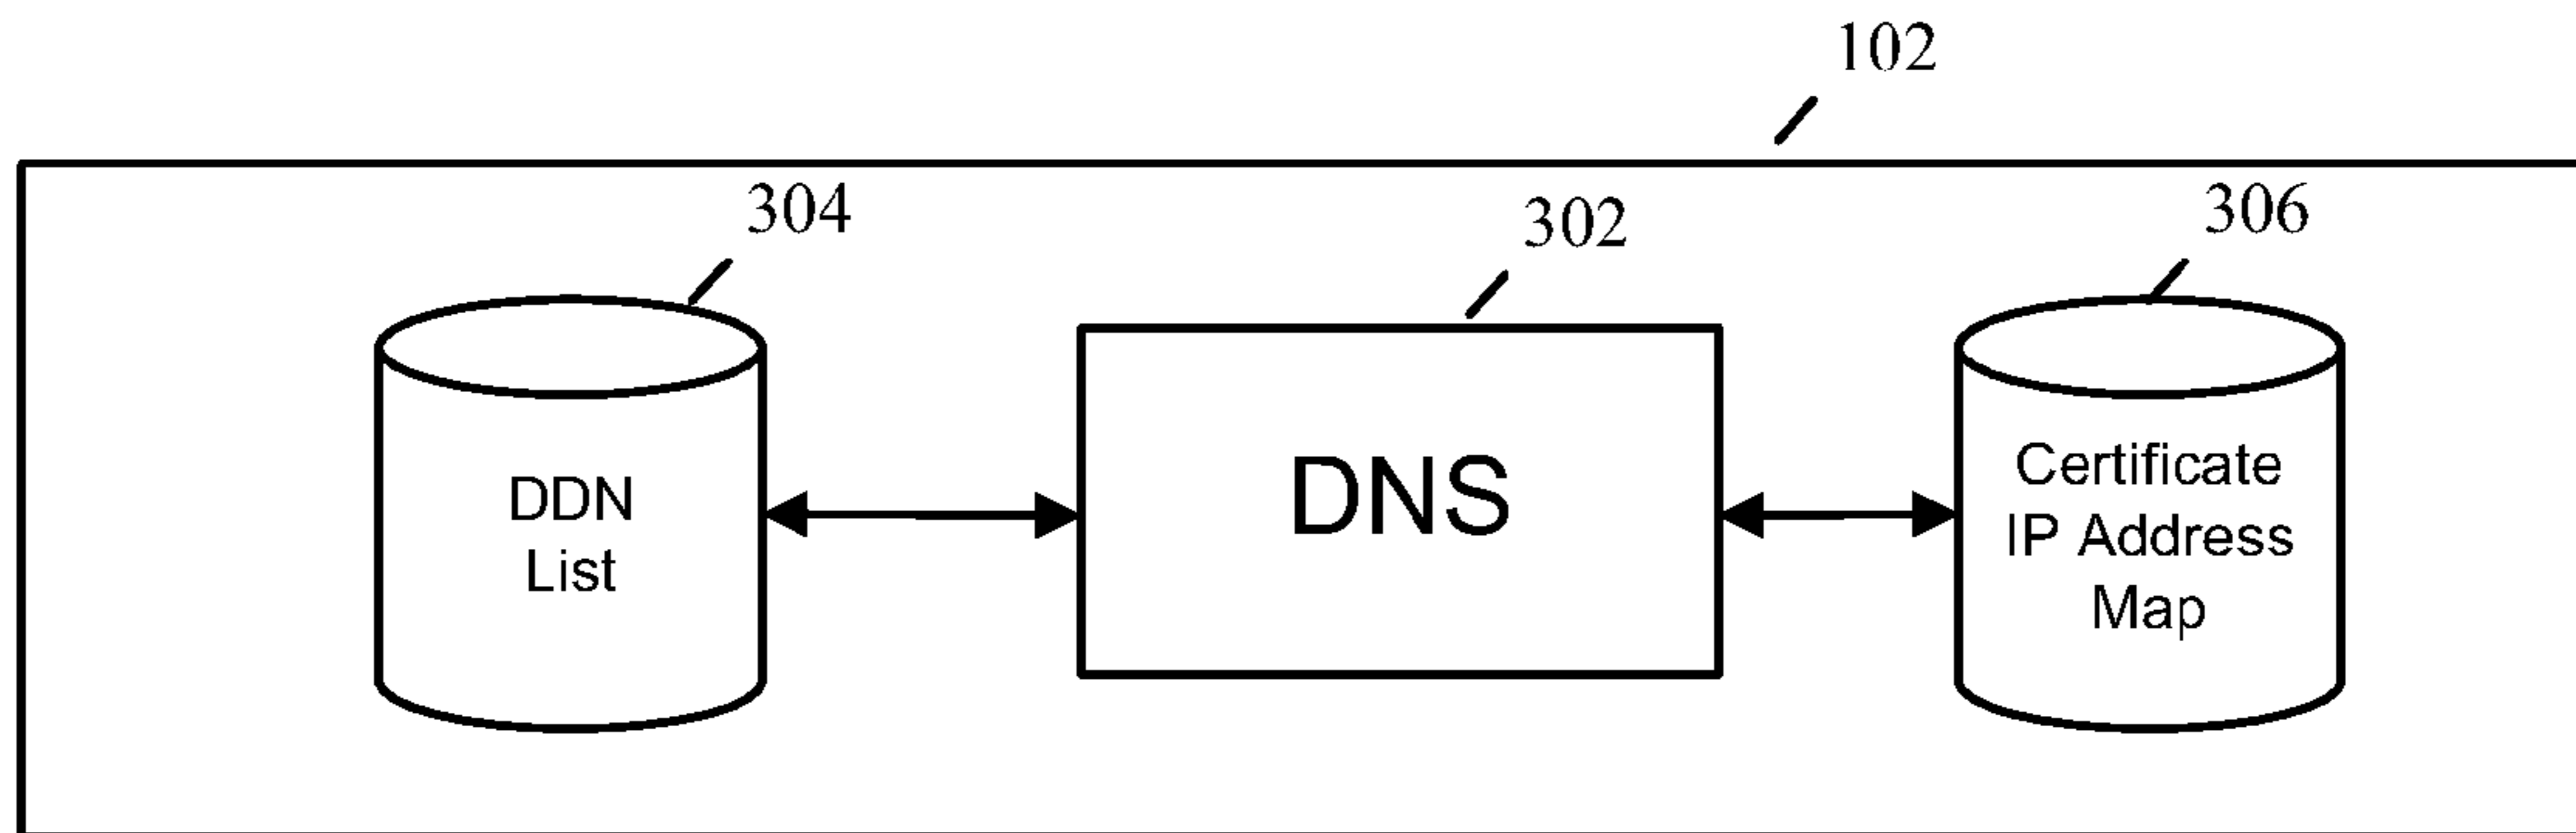 102
304
302
306
DDN
List
DNS
Certificate
IP Address
Map